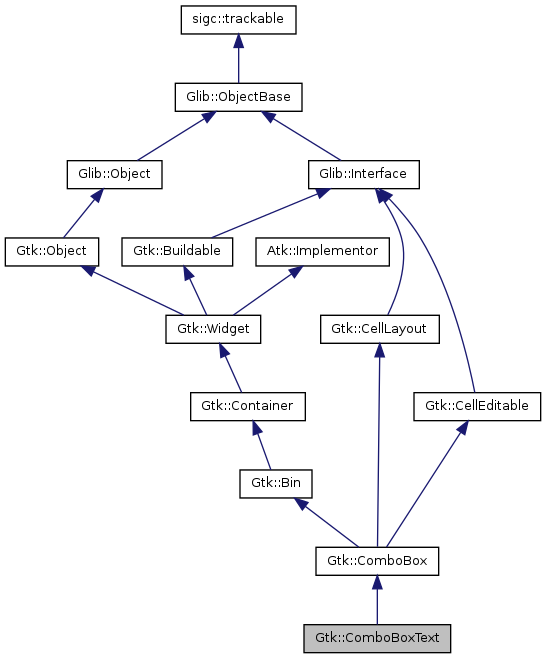 sigc::trackable
Glib::ObjectBase
Glib::Object
Glib::Interface
Gtk::Object
Gtk::Buildable
Atk::Implementor
Gtk::Widget
Gtk::CellLayout
Gtk::Container
Gtk::CellEditable
Gtk::Bin
Gtk::ComboBox
Gtk::ComboBoxText